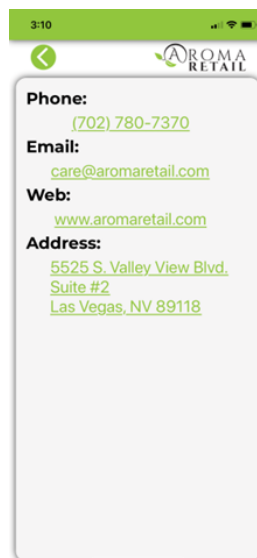 3:10
AROMA
RETAIL
Phone:
(702) 780-7370
Email:
care@aromaretail.com
Web:
www.aromaretail.com
Address:
5525 S. Valley View Blvd.
Suite #2
Las Vegas, NV 89118